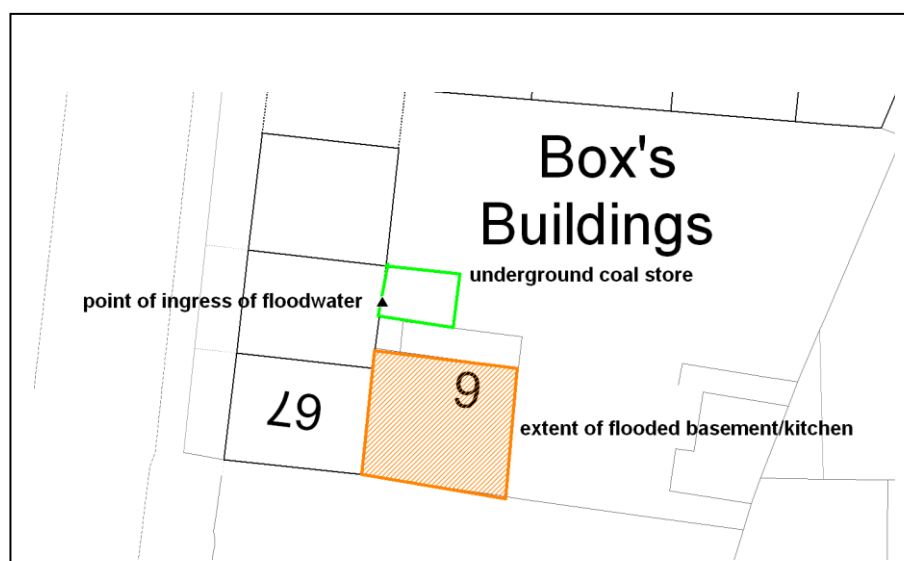 Box's
Buildings
underground coal store
point of ingress of floodwater
9
67
extent of flooded basement/kitchen